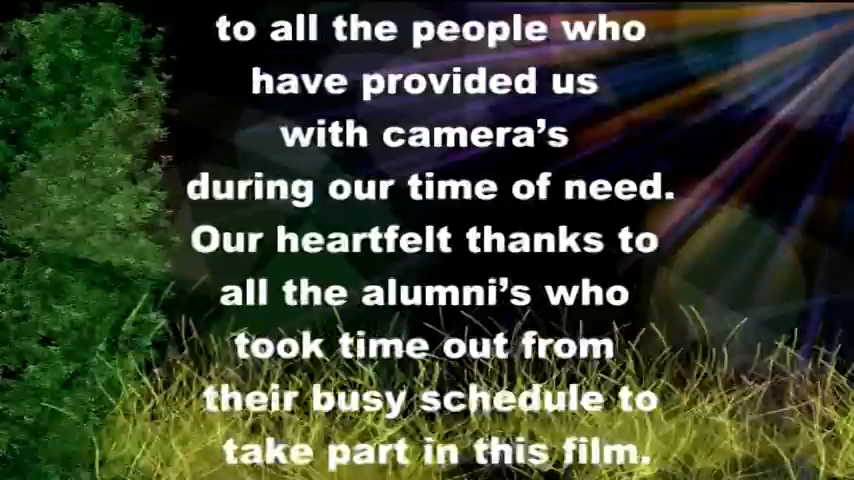 to all the people who
have provided us
with camera’s
during our time of need.
Our heartfelt thanks to
all the alumni’s who
took time out from
their busy schedule to
take part in this film.